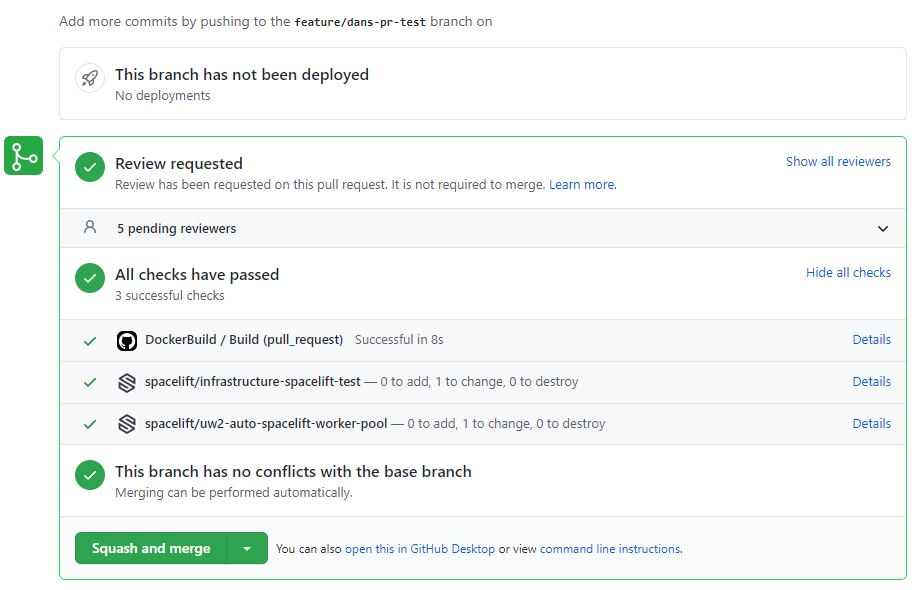 Add more commits by pushing to the feature/dans-pr-test branch on
This branch has not been deployed
No deployments
Review requested
Show all reviewers
Review has been requested on this pull request. It is not required to merge. Learn more.
5 pending reviewers
All checks have passed
Hide all checks
3 successful checks
DockerBuild / Build (pull_request) Successful in 8s
Details
spacelift/infrastructure-spacelift-test — 0 to add, 1 to change, 0 to destroy
Details
spacelift/uw2-auto-spacelift-worker-pool — 0 to add, 1 to change, 0 to destroy
Details
This branch has no conflicts with the base branch
Merging can be performed automatically.
Squash and merge
You can also open this in GitHub Desktop or view command line instructions.